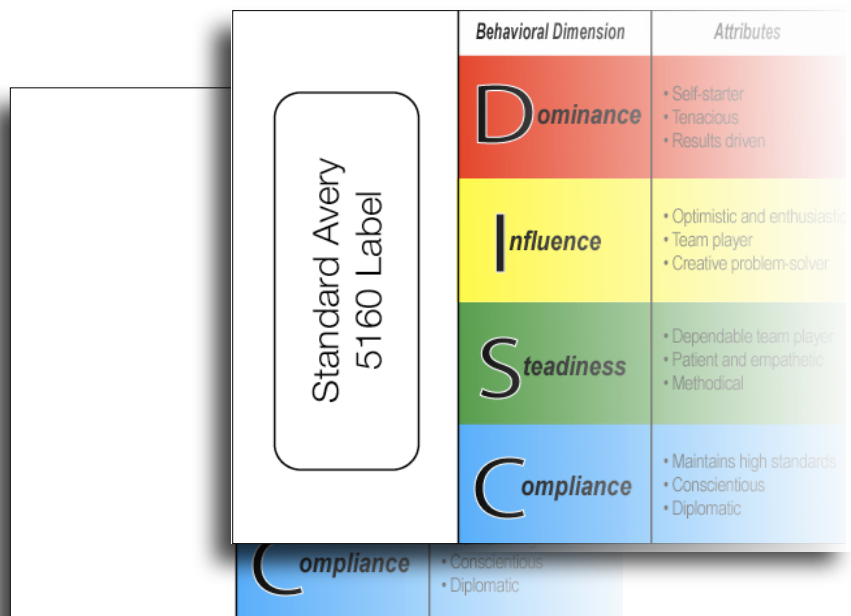 Behavioral Dimension
Attributes
Standard Avery
5160 Label
Dominance
• Self-starter
• Tenacious
• Results driven
Influence
• Optimistic and enthusiastic
• Team player
• Creative problem-solver
Steadiness
• Dependable team player
• Patient and empathetic
• Methodical
Compliance
• Maintains high standards
• Conscientious
• Diplomatic
Compliance
• Conscientious
• Diplomatic